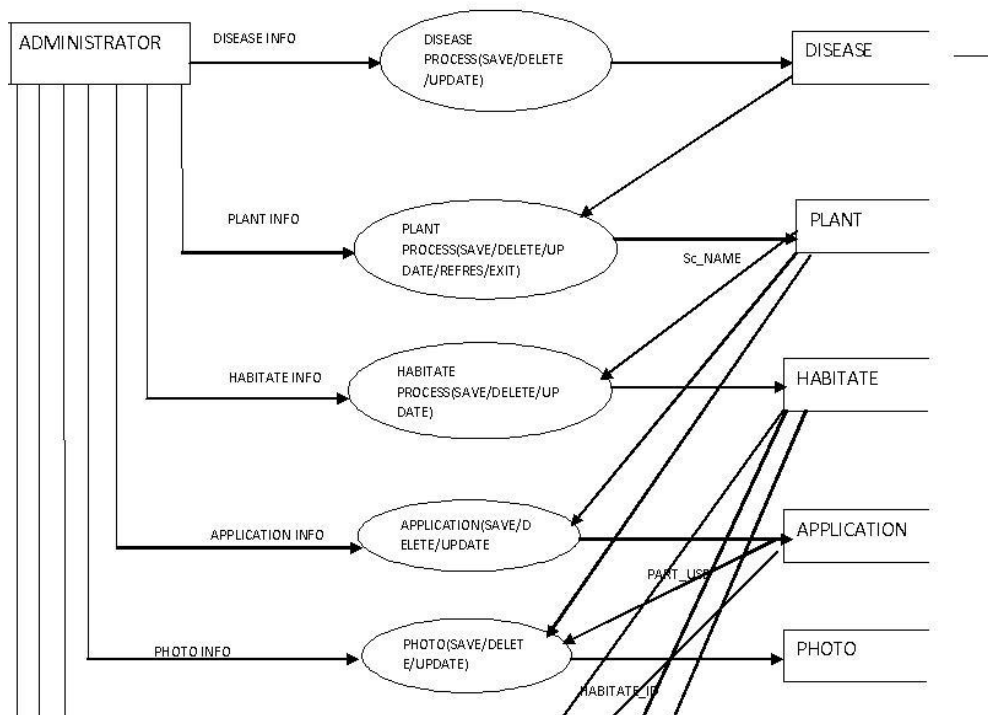 ADMINISTRATOR
DISEASE INFO
DISEASE
PROCESS(SAVE/DELETE
/UPDATE)
DISEASE
PLANT INFO
PLANT
PROCESS(SAVE/DELETE/UP
DATE/REFRES/EXIT)
PLANT
Sc_NAME
HABITATE INFO
HABITATE
PROCESS(SAVE/DELETE/UP
DATE)
HABITATE
APPLICATION INFO
APPLICATION(SAVE/D
ELETE/UPDATE
APPLICATION
PART_USE
PHOTO INFO
PHOTO(SAVE/DELET
E/UPDATE)
PHOTO
HABITATE_ID